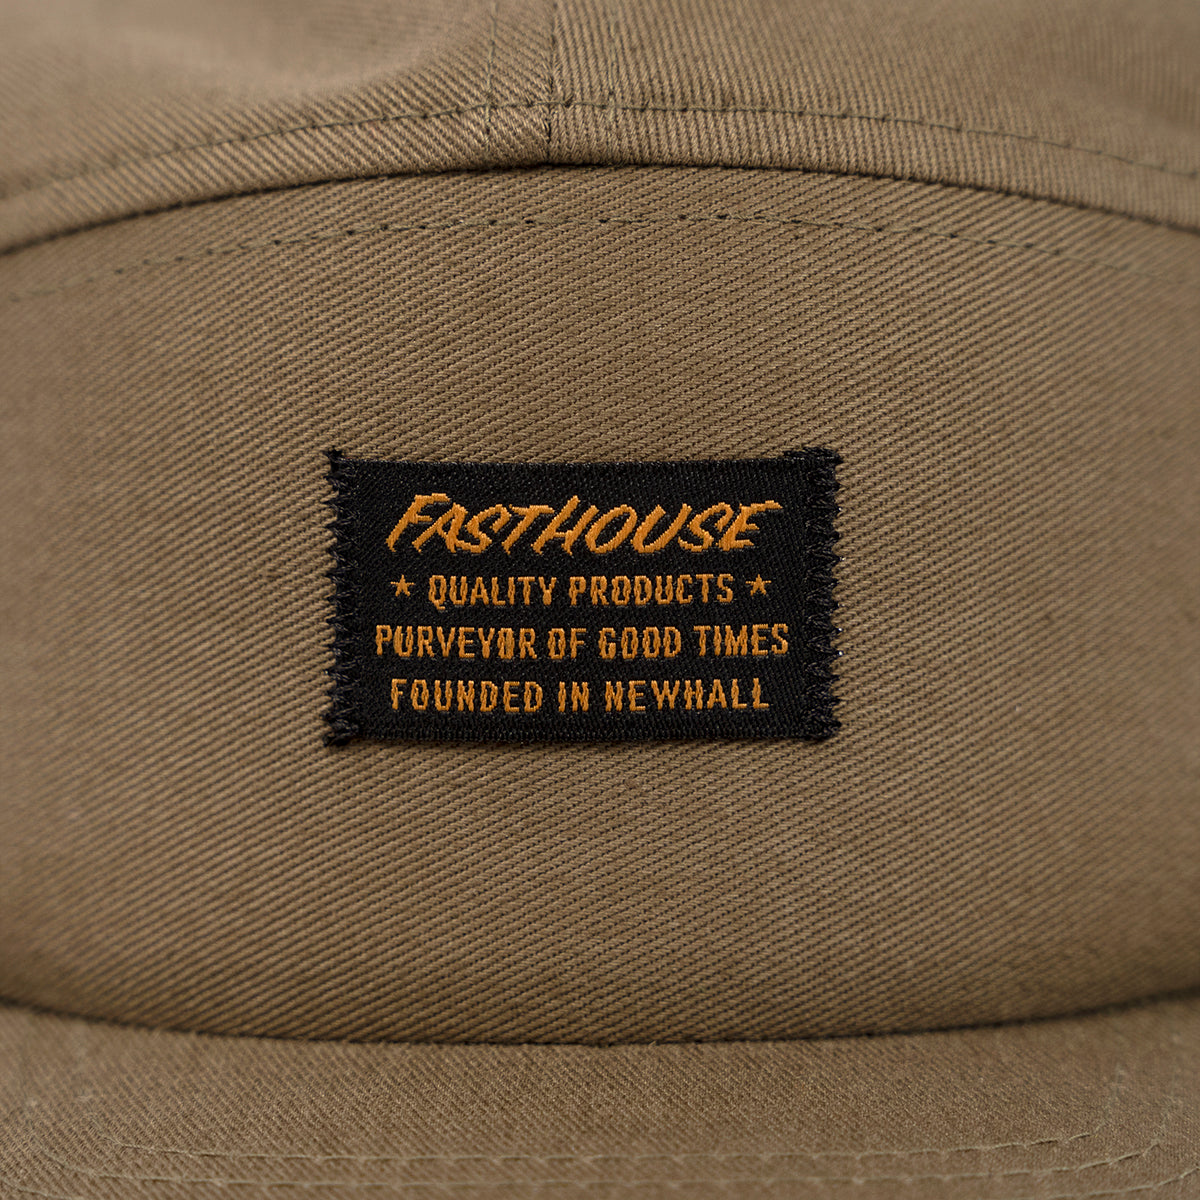 FASTHOUSE
★ QUALITY PRODUCTS ★
PURVEYOR OF GOOD TIMES
FOUNDED IN NEWHALL